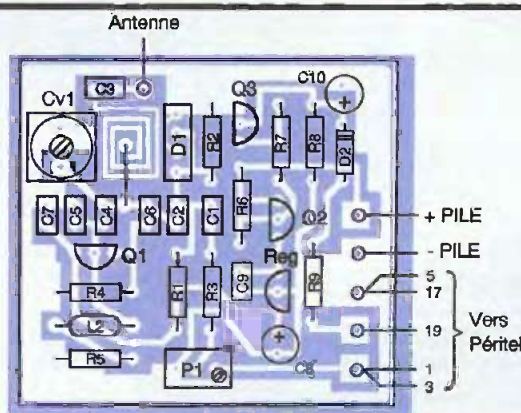 Antenne
C3
Q3
C10
Cv1
D1
R2
R7
R8
D2
C7
C5
C4
C6
C2
C1
R6
Q2
+ PILE
Q1
- PILE
Reg
R4
R1
R3
C9
R9
5
17
L2
19
Vers
Péritel
R5
P1
C8
1
3